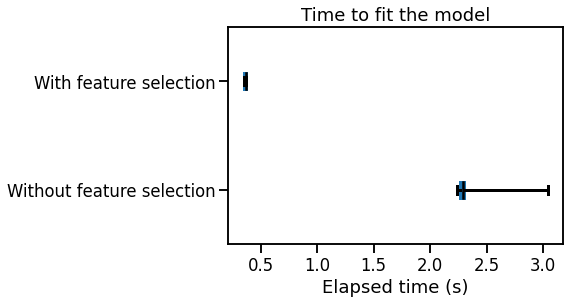 Time to fit the model
With feature selection
Without feature selection
0.5 1.0 1.5 2.0 2.5 3.0
Elapsed time (s)